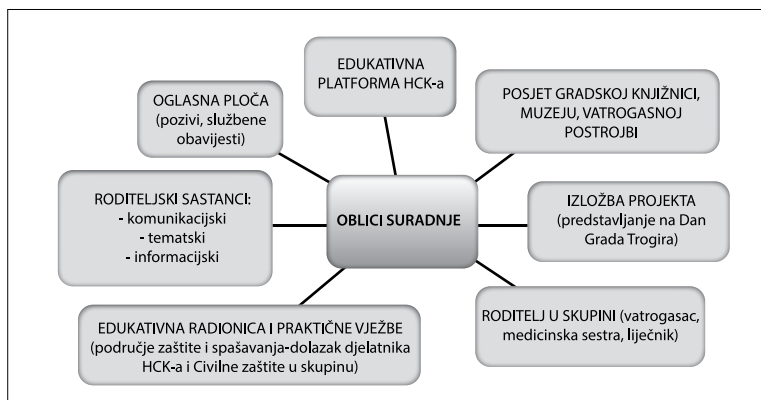 EDUKATIVNA
PLATFORMA HCK-a
OGLASNA PLOČA
(pozivi, službene
obavijesti)
POSJET GRADSKOJ KNJIŽNICI,
MUZEJU, VATROGASNOJ
POSTROJBI
RODITELJSKI SASTANCI:
- komunikacijski
- tematski
- informacijski
OBLICI SURADNJE
IZLOŽBA PROJEKTA
(predstavljanje na Dan
Grada Trogira)
EDUKATIVNA RADIONICA I PRAKTIČNE VJEŽBE
(područje zaštite i spašavanja-dolazak djelatnika
HCK-a i Civilne zaštite u skupinu)
RODITELJ U SKUPINI (vatrogasac,
medicinska sestra, liječnik)